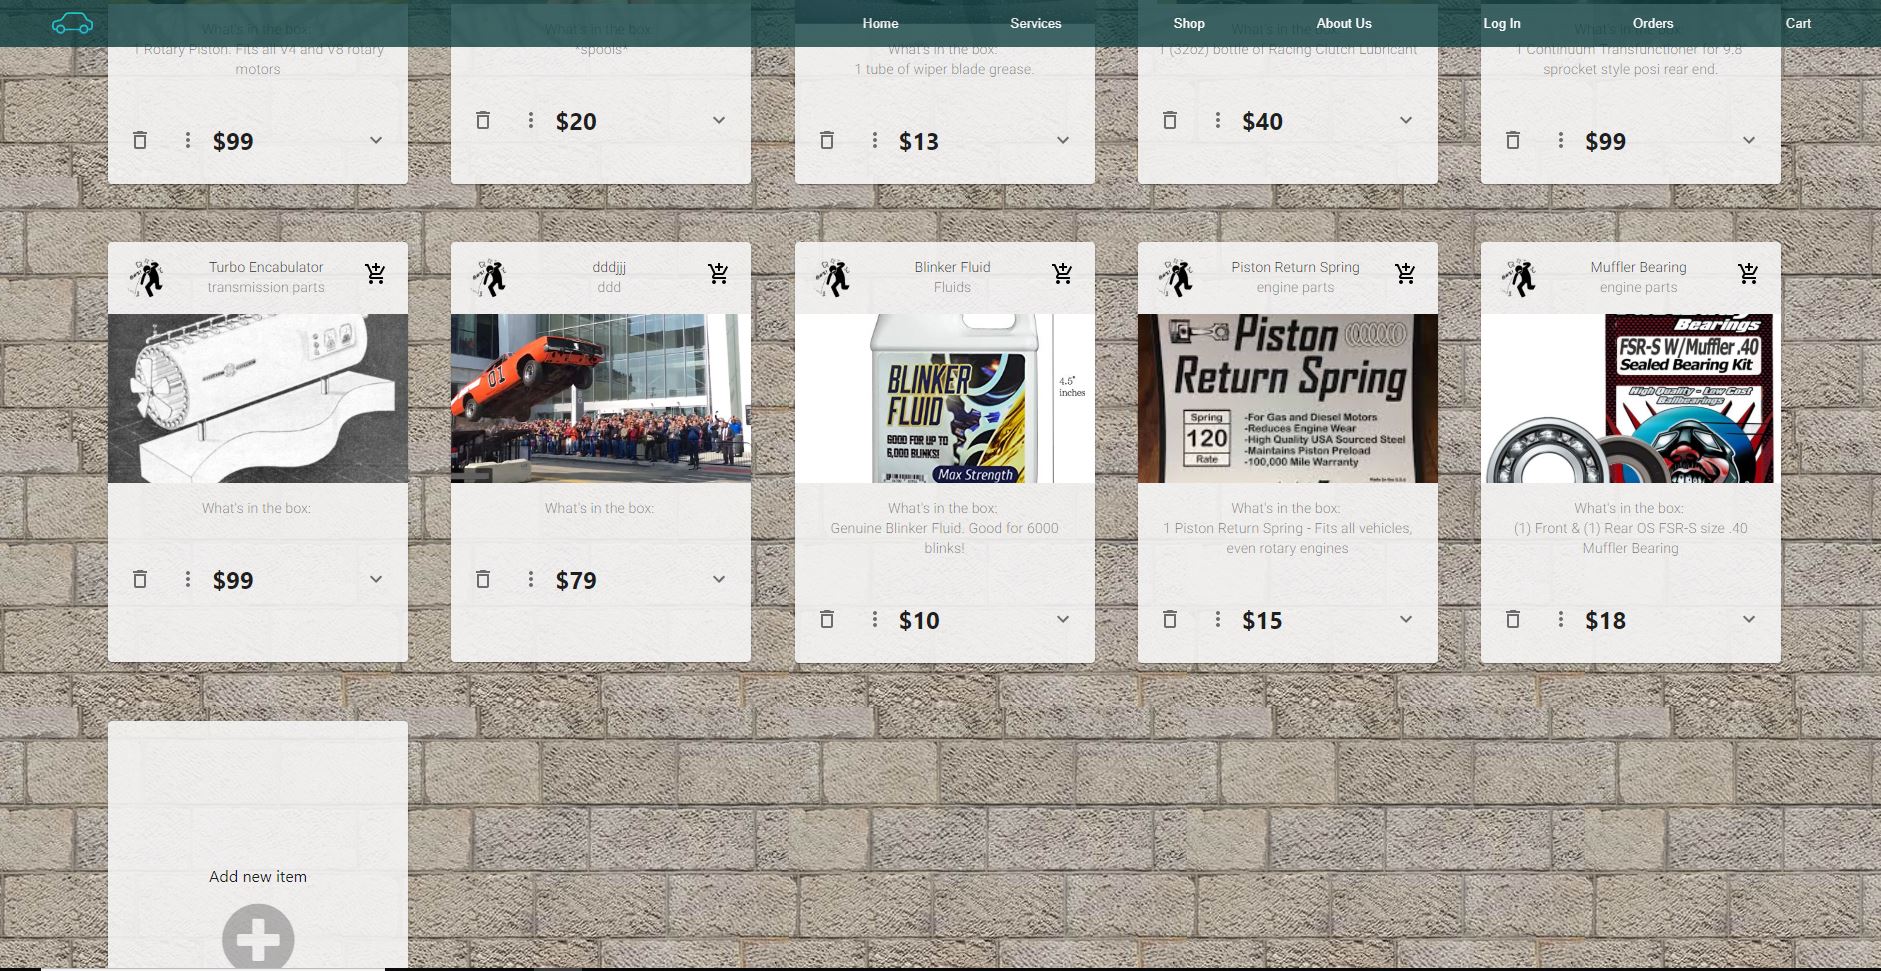 Home
Services
Shop
About Us
Log In
Orders
Cart
What's in the box:
1 Rotary Piston. Fits all V4 and V8 rotary
motors
$99
What's in the box:
*spools*
$20
What's in the box:
1 tube of wiper blade grease.
$13
What's in the box:
1 (32oz) bottle of Racing Clutch Lubricant
$40
What's in the box:
1 Continuum Transfunctioner for 9.8"
sprocket style posi rear end.
$99
Turbo Encabulator
transmission parts
What's in the box:
$99
dddjjj
ddd
01
What's in the box:
$79
Blinker Fluid
Fluids
BLINKER
FLUID
GOOD FOR UP TO
6,000 BLINKS!
Max Strength
4.5"
inches
What's in the box:
Genuine Blinker Fluid. Good for 6000
blinks!
$10
Piston Return Spring
engine parts
Piston
Return Spring
Spring
120
Rate
-For Gas and Diesel Motors
-Reduces Engine Wear
-High Quality USA Sourced Steel
-Maintains Piston Preload
-100,000 Mile Warranty
Made in the U.S.A
What's in the box:
1 Piston Return Spring - Fits all vehicles,
even rotary engines
$15
Muffler Bearing
engine parts
Bearings
FSR-S W/Muffler .40
Sealed Bearing Kit
High Quality - Low Cost
Ballbearings
What's in the box:
(1) Front & (1) Rear OS FSR-S size .40
Muffler Bearing
$18
Add new item